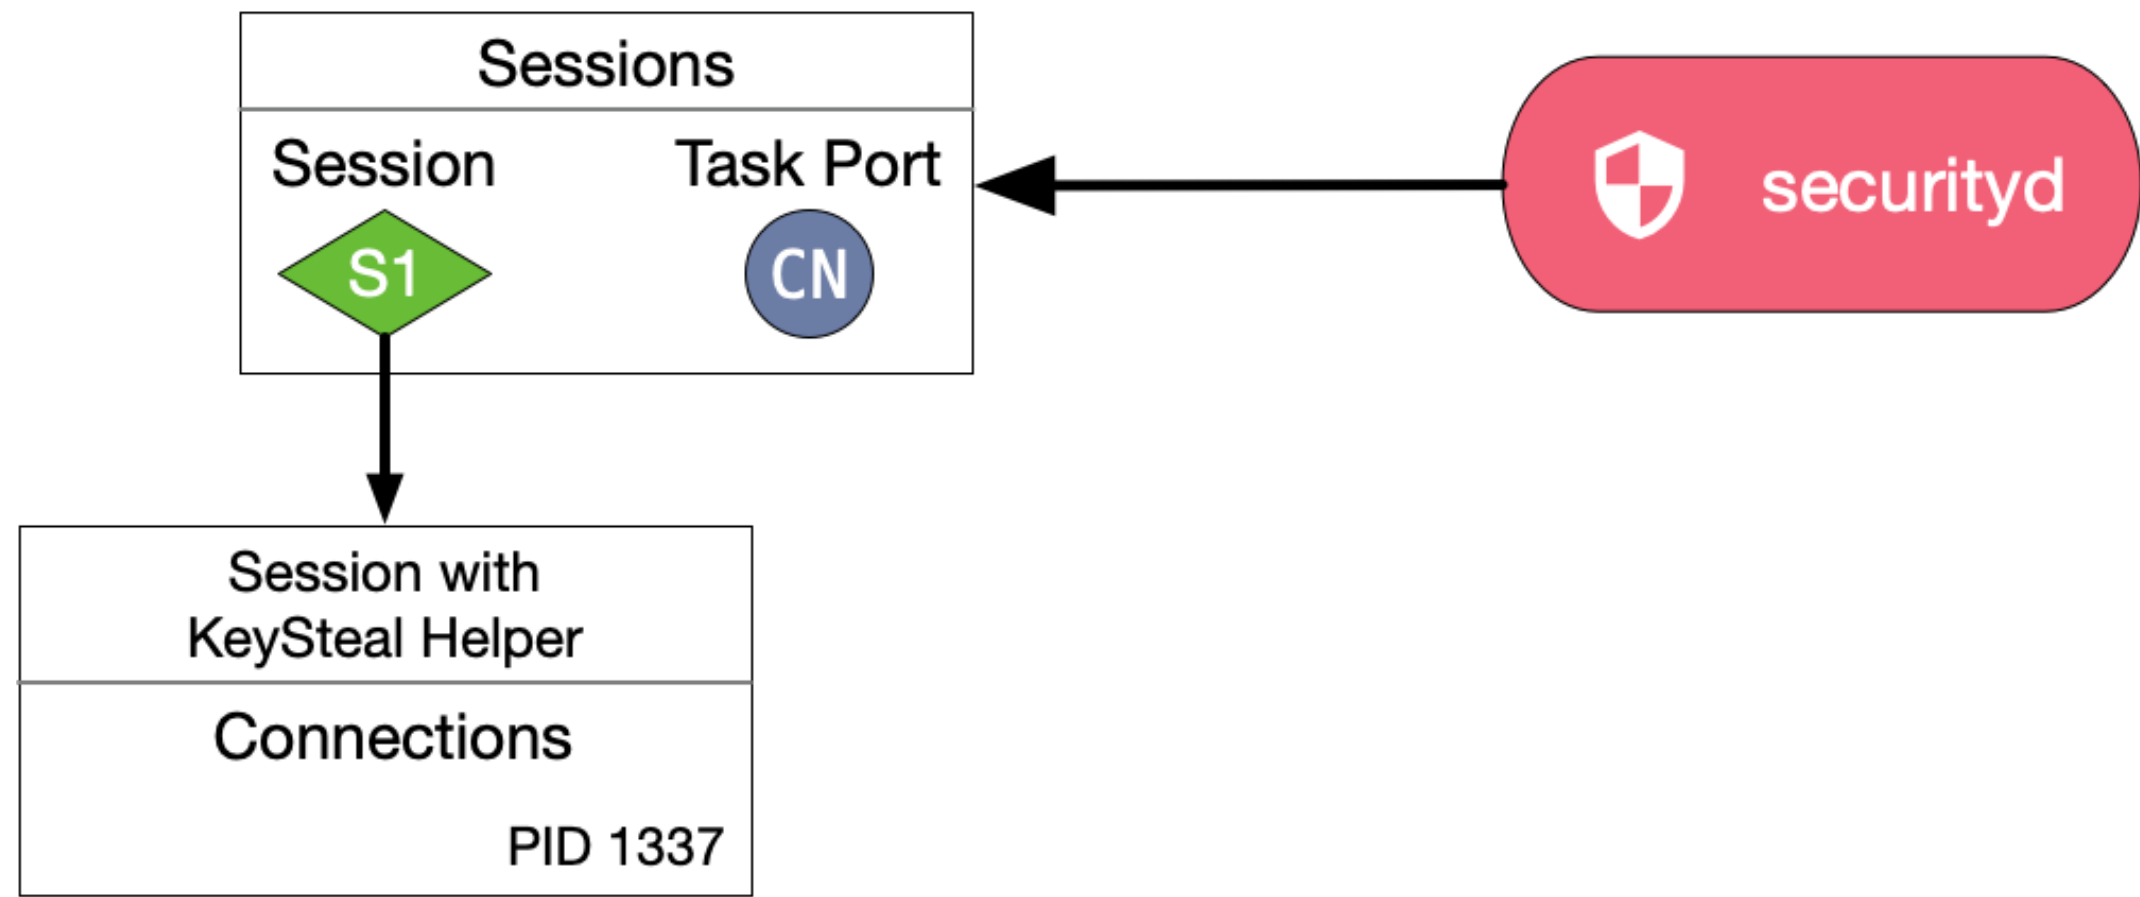 Sessions
Session
Task Port
S1
CN
securityd
Session with
KeySteal Helper
Connections
PID 1337